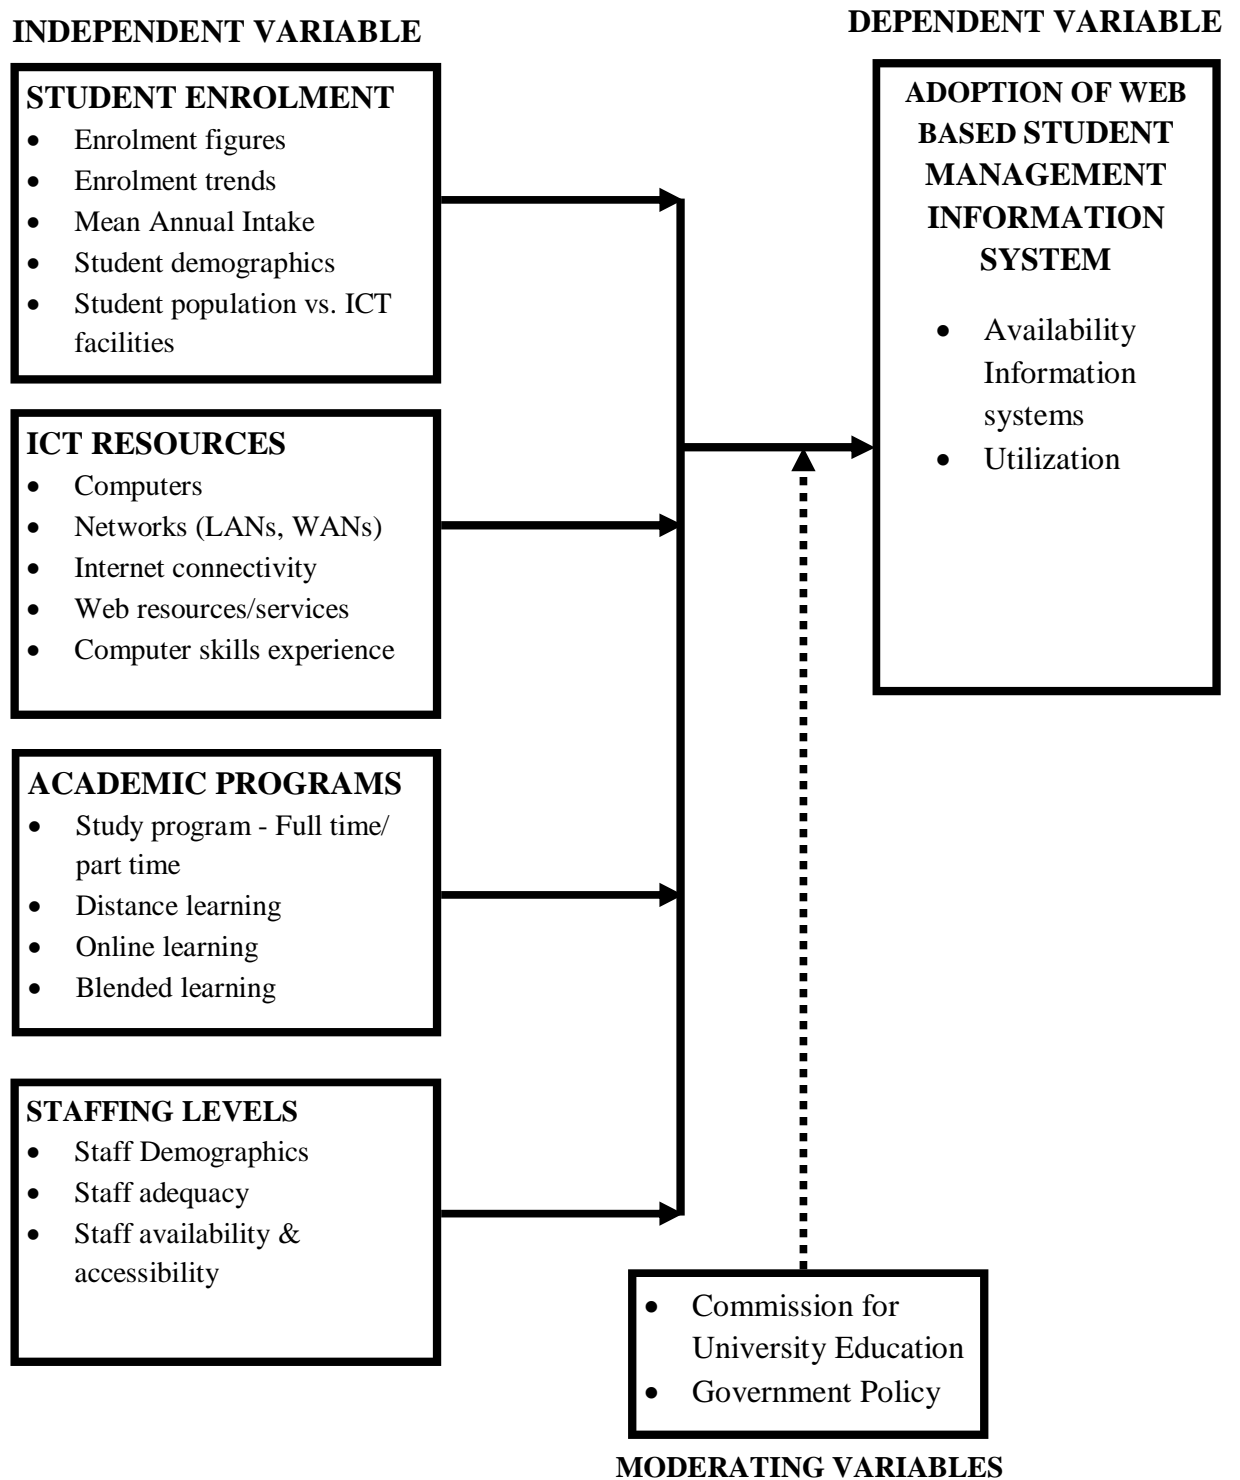 INDEPENDENT VARIABLE
DEPENDENT VARIABLE
STUDENT ENROLMENT
• Enrolment figures
• Enrolment trends
• Mean Annual Intake
• Student demographics
• Student population vs. ICT
facilities
ICT RESOURCES
• Computers
• Networks (LANs, WANs)
• Internet connectivity
• Web resources/services
• Computer skills experience
ACADEMIC PROGRAMS
• Study program - Full time/
part time
• Distance learning
• Online learning
• Blended learning
STAFFING LEVELS
• Staff Demographics
• Staff adequacy
• Staff availability &
accessibility
ADOPTION OF WEB
BASED STUDENT
MANAGEMENT
INFORMATION
SYSTEM
• Availability
Information
systems
• Utilization
• Commission for
University Education
• Government Policy
MODERATING VARIABLES